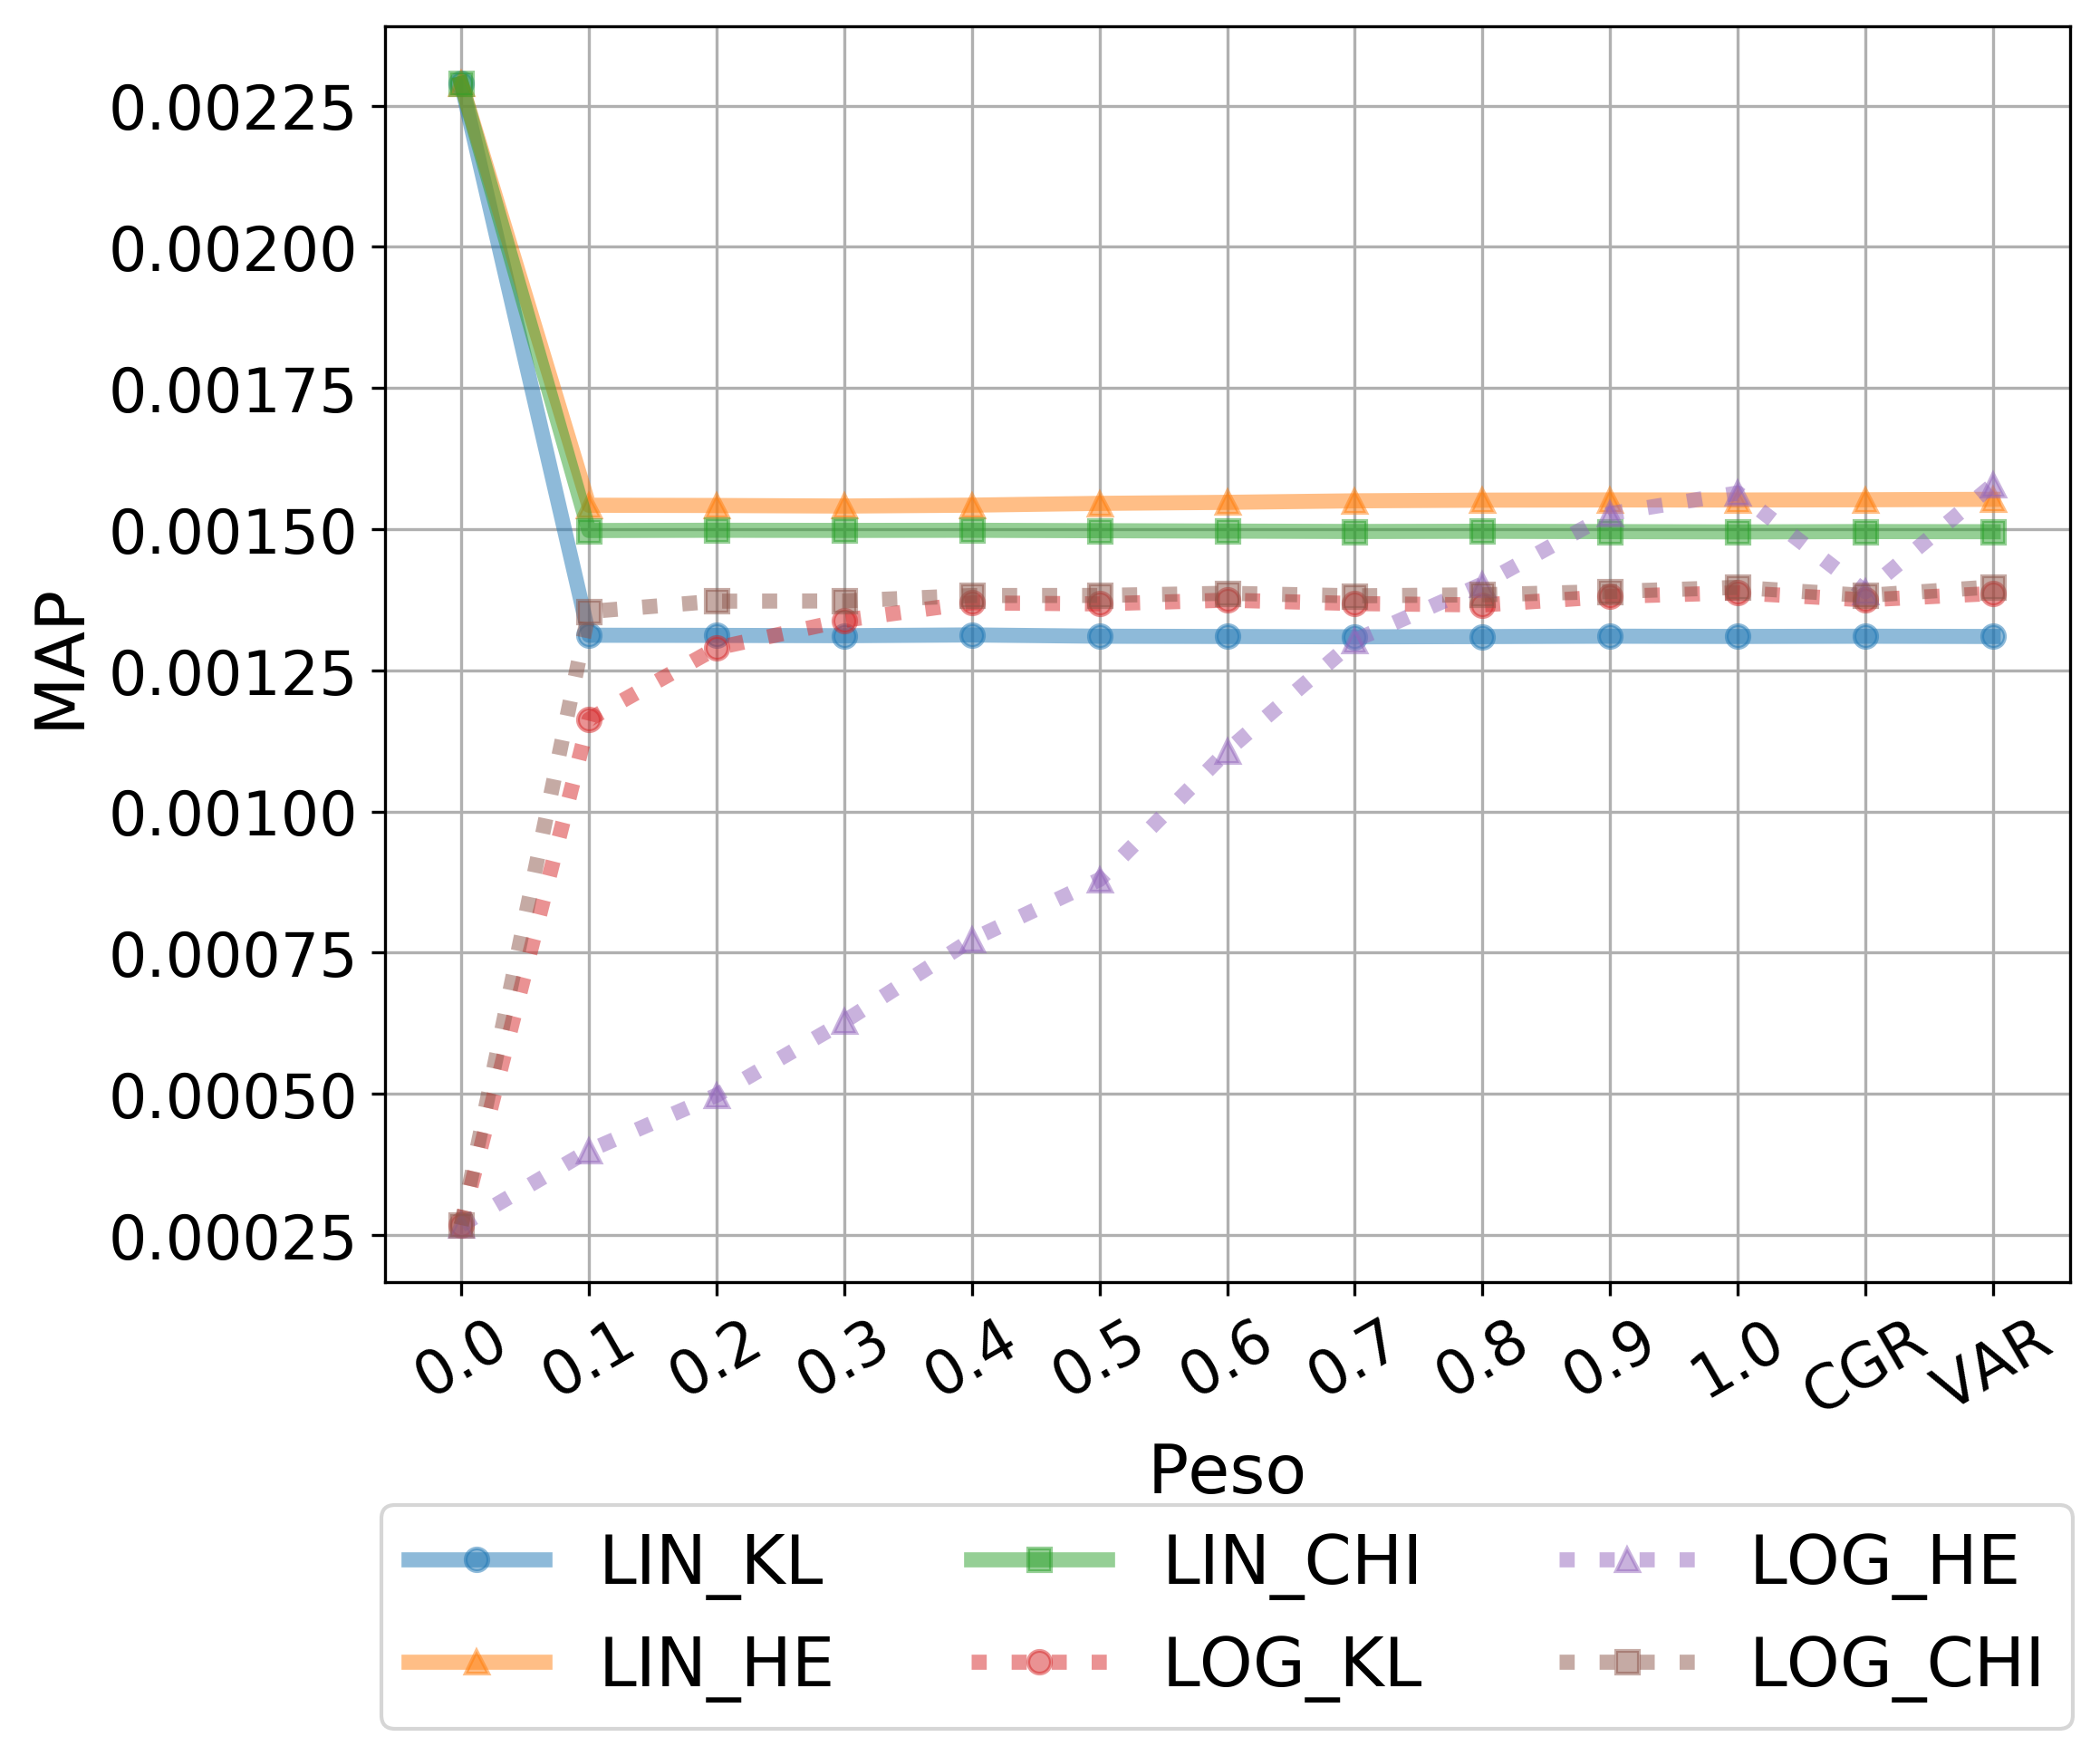 0.00225
0.00200
0.00175
0.00150
0.00125
0.00100
0.00075
0.00050
0.00025
MAP
0.0 0.1 0.2 0.3 0.4 0.5 0.6 0.7 0.8 0.9 1.0 CGR VAR
Peso
LIN_KL LIN_CHI LOG_HE
LIN_HE LOG_KL LOG_CHI